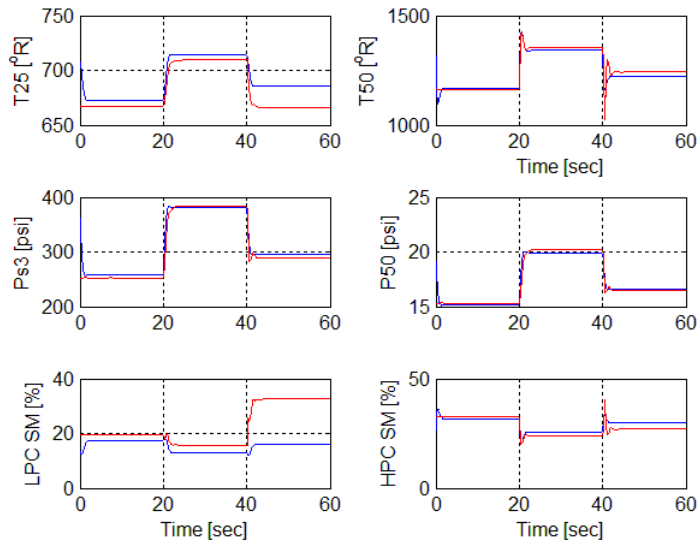 750
700
650
T25 [⁰R]
0 20 40 60
1500
1000
T50 [⁰R]
0 20 40 60
Time [sec]
400
300
200
Ps3 [psi]
0 20 40 60
25
20
15
P50 [psi]
0 20 40 60
40
20
0
LPC SM [%]
0 20 40 60
Time [sec]
50
0
HPC SM [%]
0 20 40 60
Time [sec]